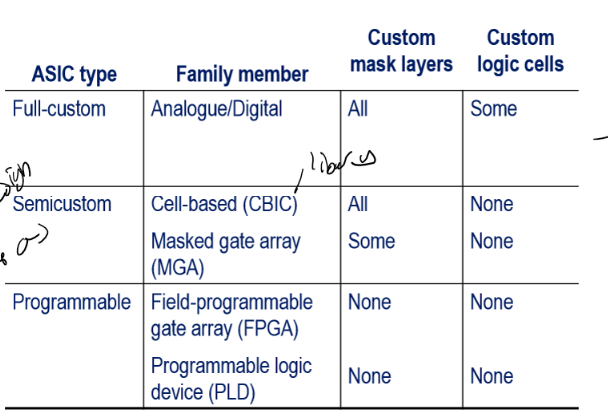 Custom
mask layers
Custom
logic cells
ASIC type
Family member
Full-custom
Analogue/Digital
All
Some
Semicustom
Cell-based (CBIC)
All
None
Masked gate array
(MGA)
Some
None
Programmable
Field-programmable
gate array (FPGA)
None
None
Programmable logic
device (PLD)
None
None